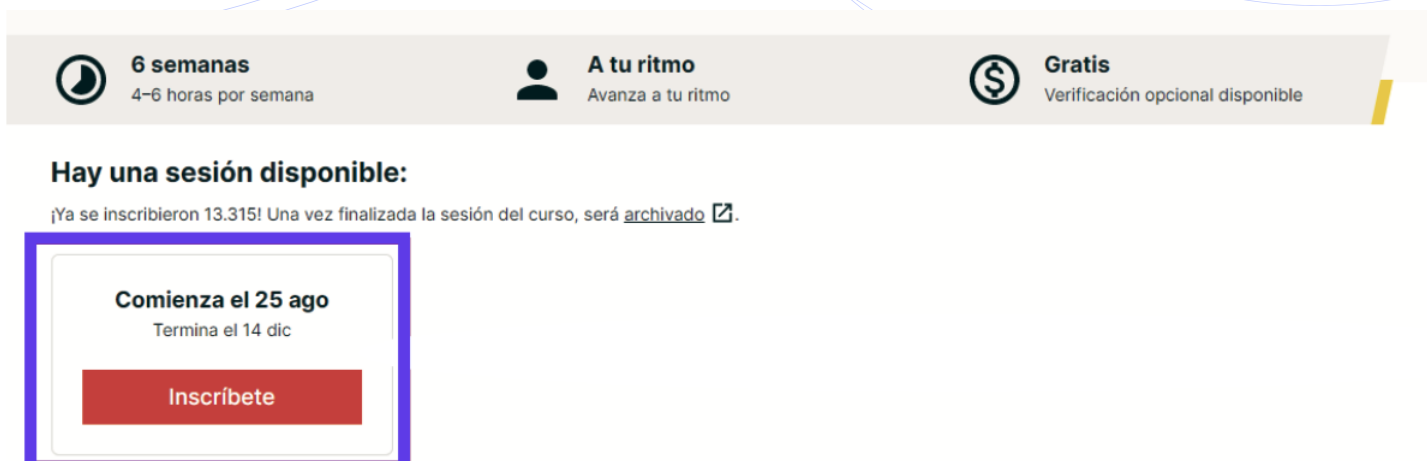 6 semanas
4–6 horas por semana
A tu ritmo
Avanza a tu ritmo
Gratis
Verificación opcional disponible
Hay una sesión disponible:
¡Ya se inscribieron 13.315! Una vez finalizada la sesión del curso, será archivado.
Comienza el 25 ago
Termina el 14 dic
Inscríbete